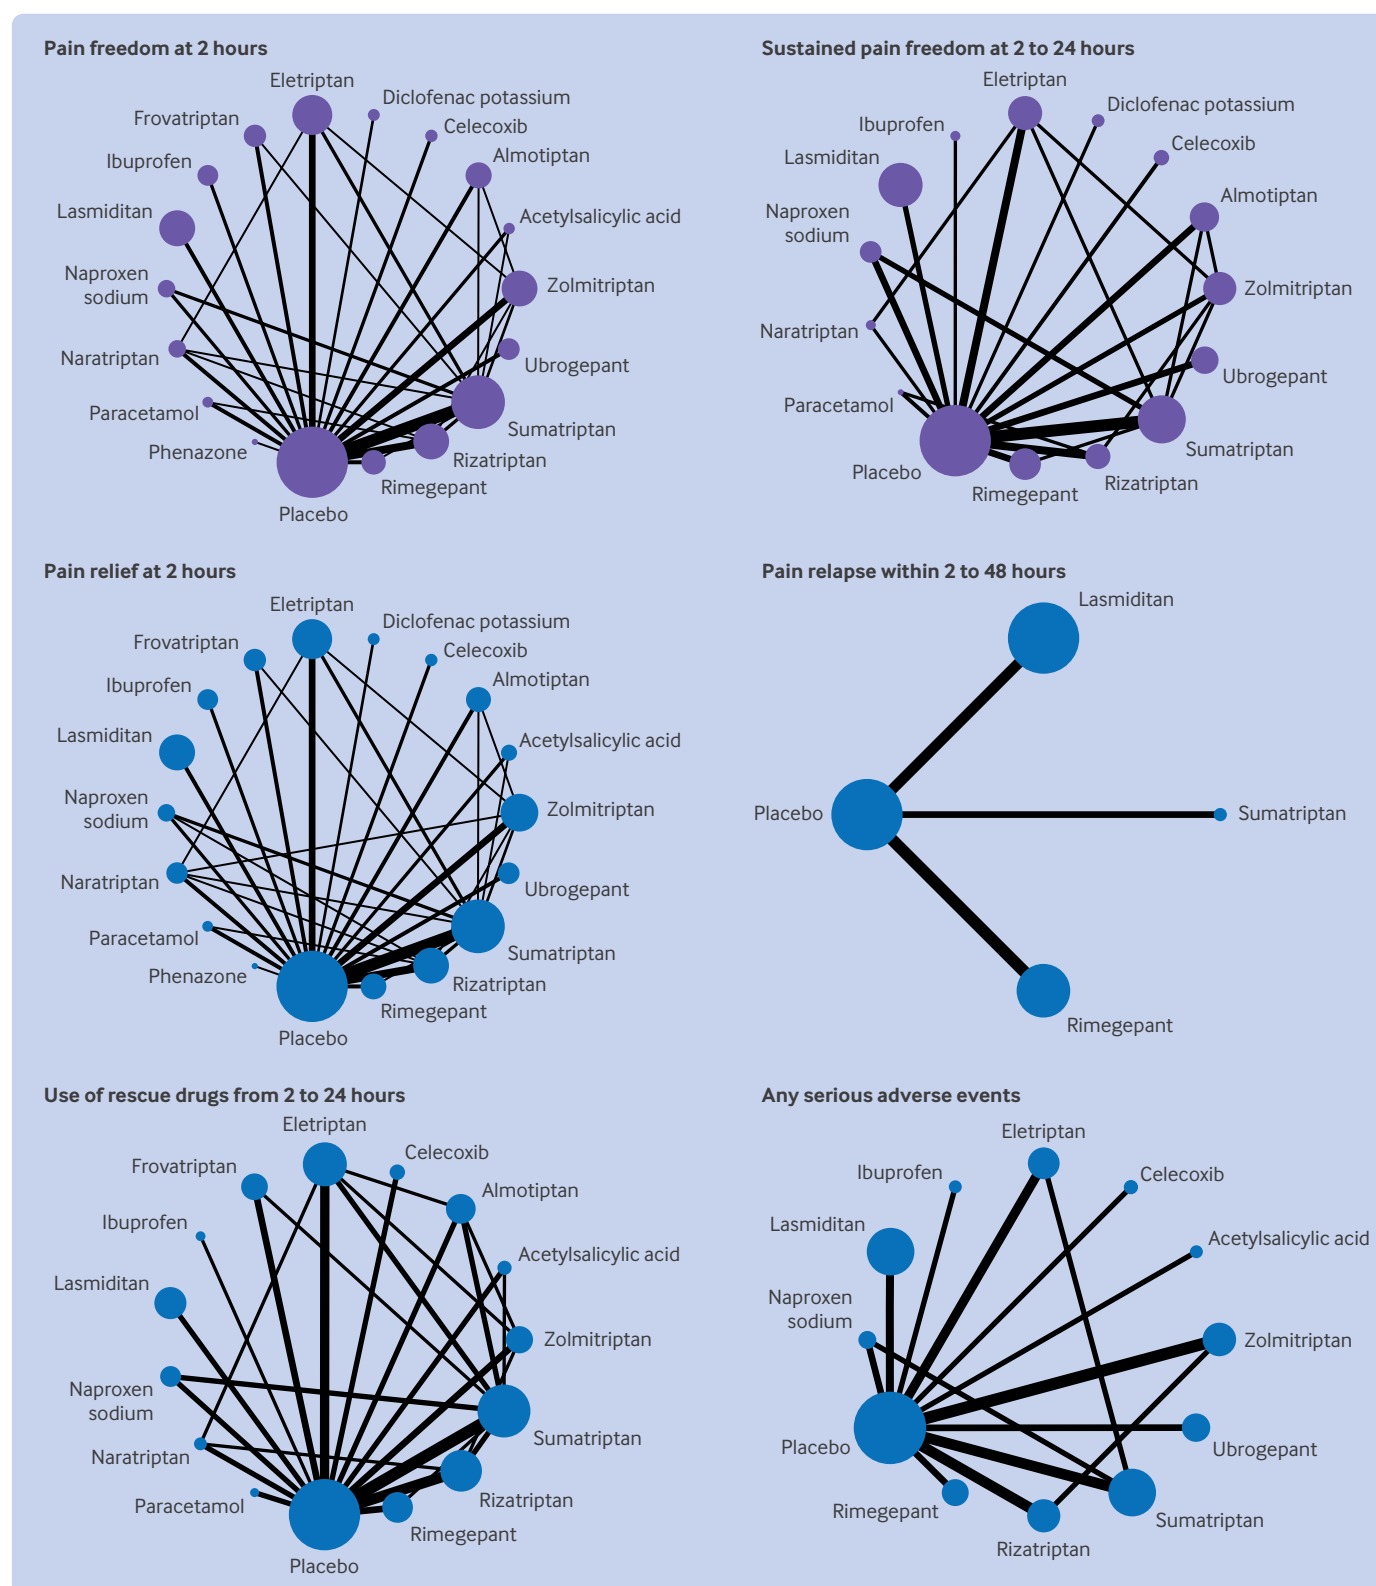 Pain freedom at 2 hours
Eletriptan
Diclofenac potassium
Frovatriptan
Celecoxib
Ibuprofen
Almotiptan
Lasmiditan
Acetylsalicylic acid
Naproxen
sodium
Zolmitriptan
Naratriptan
Ubrogepant
Paracetamol
Sumatriptan
Phenazone
Rizatriptan
Rimegepant
Placebo
Sustained pain freedom at 2 to 24 hours
Eletriptan
Diclofenac potassium
Ibuprofen
Celecoxib
Lasmiditan
Almotiptan
Naproxen
sodium
Zolmitriptan
Naratriptan
Ubrogepant
Paracetamol
Sumatriptan
Placebo
Rizatriptan
Rimegepant
Pain relief at 2 hours
Eletriptan
Diclofenac potassium
Frovatriptan
Celecoxib
Ibuprofen
Almotiptan
Lasmiditan
Acetylsalicylic acid
Naproxen
sodium
Zolmitriptan
Naratriptan
Ubrogepant
Paracetamol
Sumatriptan
Phenazone
Rizatriptan
Rimegepant
Placebo
Pain relapse within 2 to 48 hours
Lasmiditan
Placebo
Sumatriptan
Rimegepant
Use of rescue drugs from 2 to 24 hours
Eletriptan
Celecoxib
Frovatriptan
Almotiptan
Ibuprofen
Acetylsalicylic acid
Lasmiditan
Zolmitriptan
Naproxen
sodium
Sumatriptan
Naratriptan
Rizatriptan
Paracetamol
Rimegepant
Placebo
Any serious adverse events
Eletriptan
Ibuprofen
Celecoxib
Lasmiditan
Acetylsalicylic acid
Naproxen
sodium
Zolmitriptan
Placebo
Ubrogepant
Rimegepant
Sumatriptan
Rizatriptan